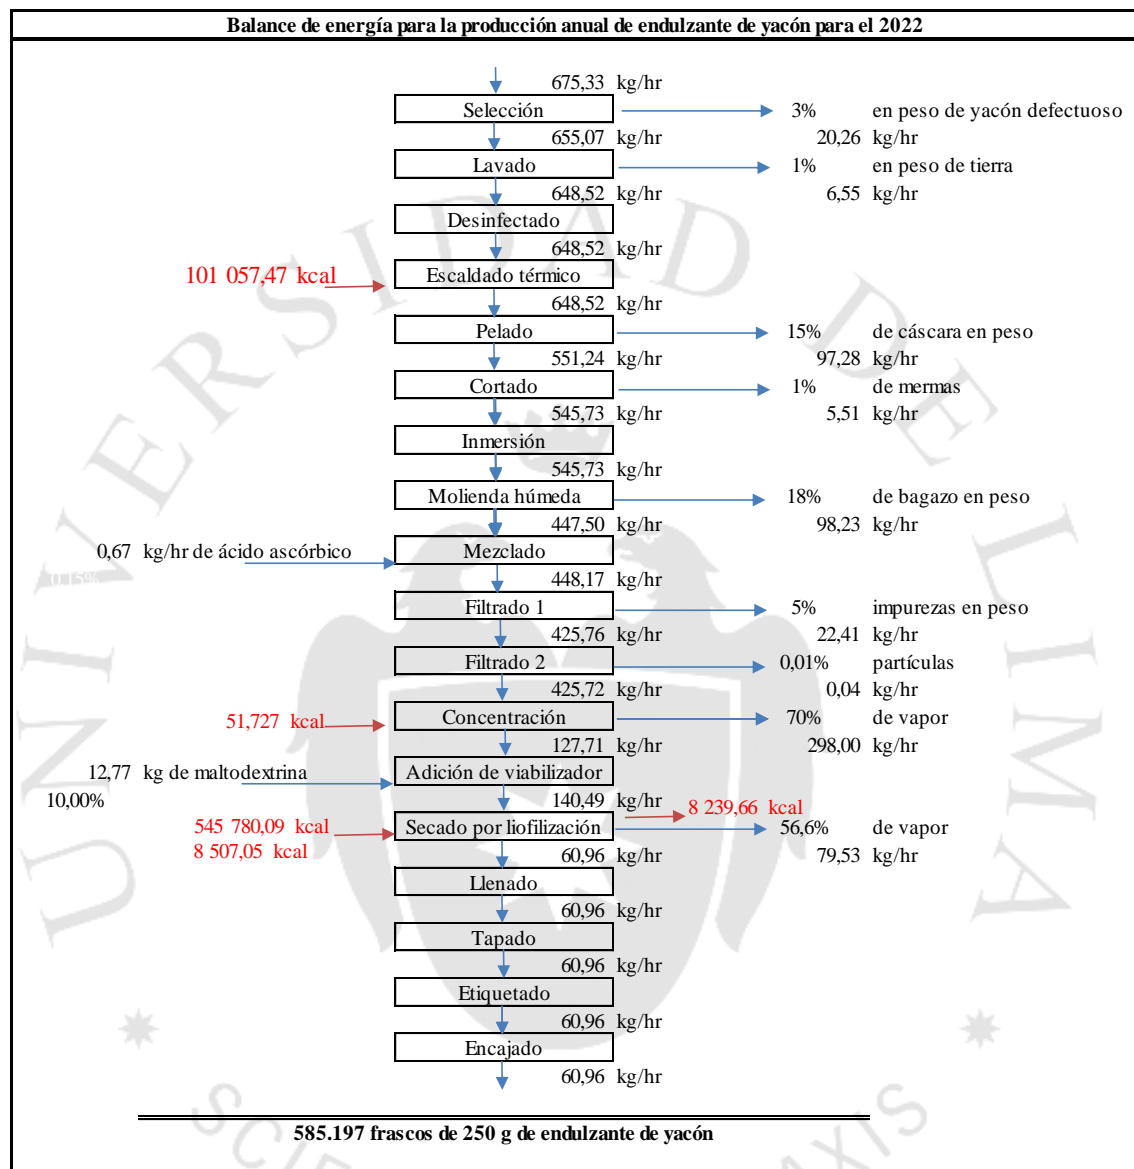 Balance de energía para la producción anual de endulzante de yacón para el 2022
675,33 kg/hr
Selección 3% en peso de yacón defectuoso
655,07 kg/hr 20,26 kg/hr
Lavado 1% en peso de tierra
648,52 kg/hr 6,55 kg/hr
Desinfectado
648,52 kg/hr
101 057,47 kcal Escaldado térmico
648,52 kg/hr
Pelado 15% de cáscara en peso
551,24 kg/hr 97,28 kg/hr
Cortado 1% de mermas
545,73 kg/hr 5,51 kg/hr
Inmersión
545,73 kg/hr
Molienda húmeda 18% de bagazo en peso
447,50 kg/hr 98,23 kg/hr
0,67 kg/hr de ácido ascórbico Mezclado
0,15% 448,17 kg/hr
Filtrado 1 5% impurezas en peso
425,76 kg/hr 22,41 kg/hr
Filtrado 2 0,01% partículas
425,72 kg/hr 0,04 kg/hr
51,727 kcal Concentración 70% de vapor
127,71 kg/hr 298,00 kg/hr
12,77 kg de maltodextrina Adición de viabilizador
10,00% 140,49 kg/hr 8 239,66 kcal
545 780,09 kcal Secado por liofilización 56,6% de vapor
8 507,05 kcal 60,96 kg/hr 79,53 kg/hr
Llenado
60,96 kg/hr
Tapado
60,96 kg/hr
Etiquetado
60,96 kg/hr
Encajado
60,96 kg/hr
585.197 frascos de 250 g de endulzante de yacón
UNIVERSIDAD DE LIMA